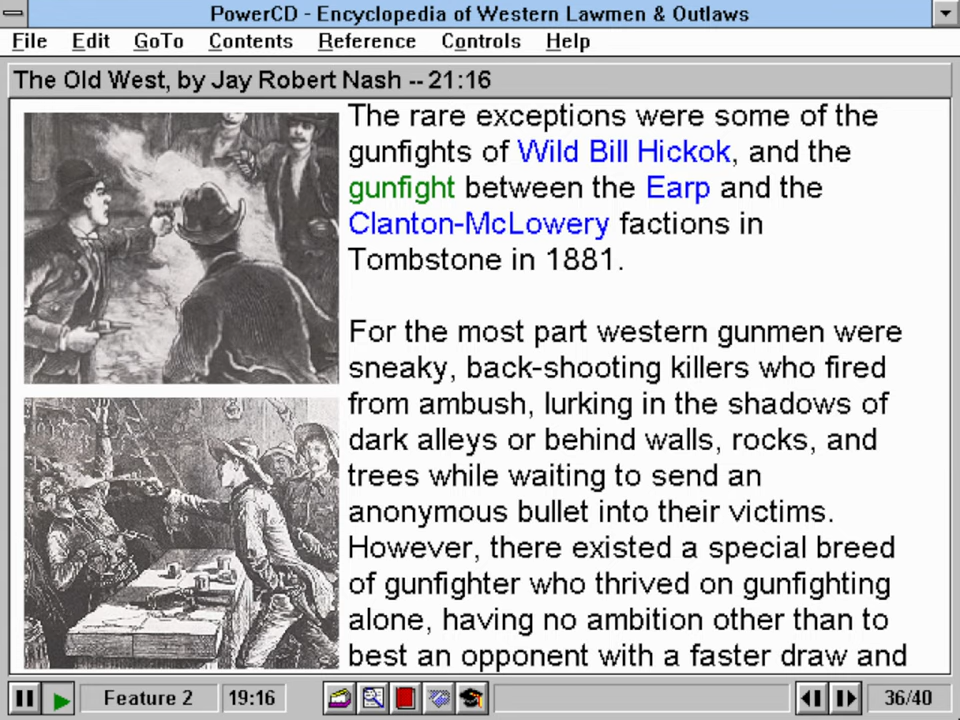 PowerCD - Encyclopedia of Western Lawmen & Outlaws
File Edit GoTo Contents Reference Controls Help
The Old West, by Jay Robert Nash -- 21:16
The rare exceptions were some of the
gunfights of Wild Bill Hickok, and the
gunfight between the Earp and the
Clanton-McLowery factions in
Tombstone in 1881.
For the most part western gunmen were
sneaky, back-shooting killers who fired
from ambush, lurking in the shadows of
dark alleys or behind walls, rocks, and
trees while waiting to send an
anonymous bullet into their victims.
However, there existed a special breed
of gunfighter who thrived on gunfighting
alone, having no ambition other than to
best an opponent with a faster draw and
Feature 2 19:16 36/40